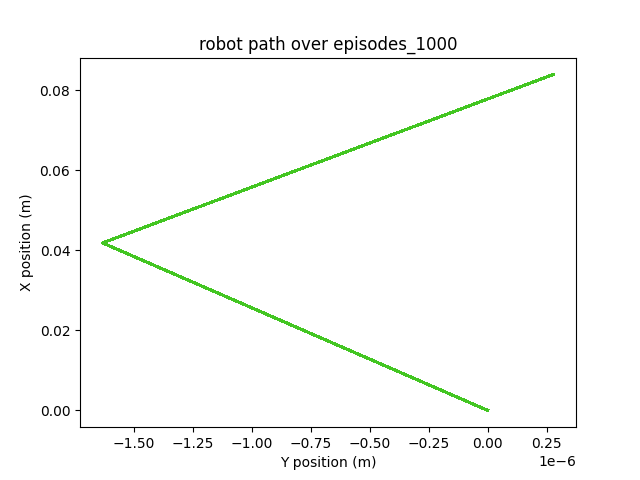 robot path over episodes_1000
0.08
0.06
0.04
0.02
0.00
X position (m)
−1.50 −1.25 −1.00 −0.75 −0.50 −0.25 0.00 0.25
1e−6
Y position (m)